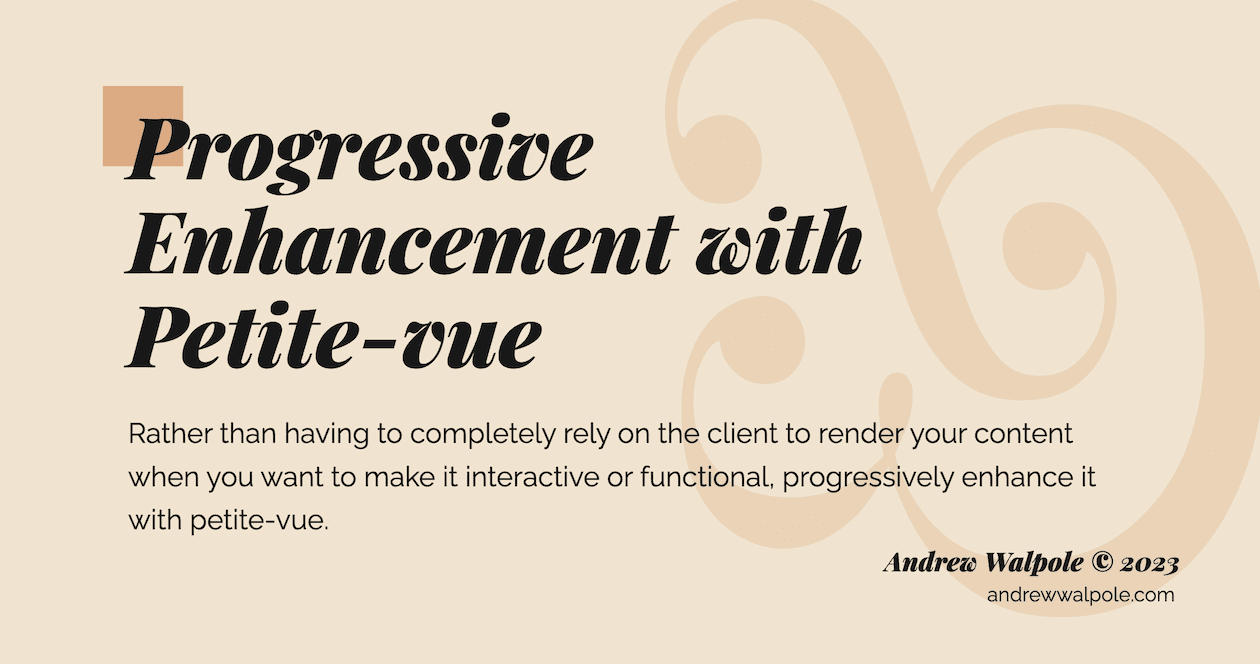 Progressive
Enhancement with
Petite-vue
Rather than having to completely rely on the client to render your content
when you want to make it interactive or functional, progressively enhance it
with petite-vue.
Andrew Walpole © 2023
andrewwalpole.com